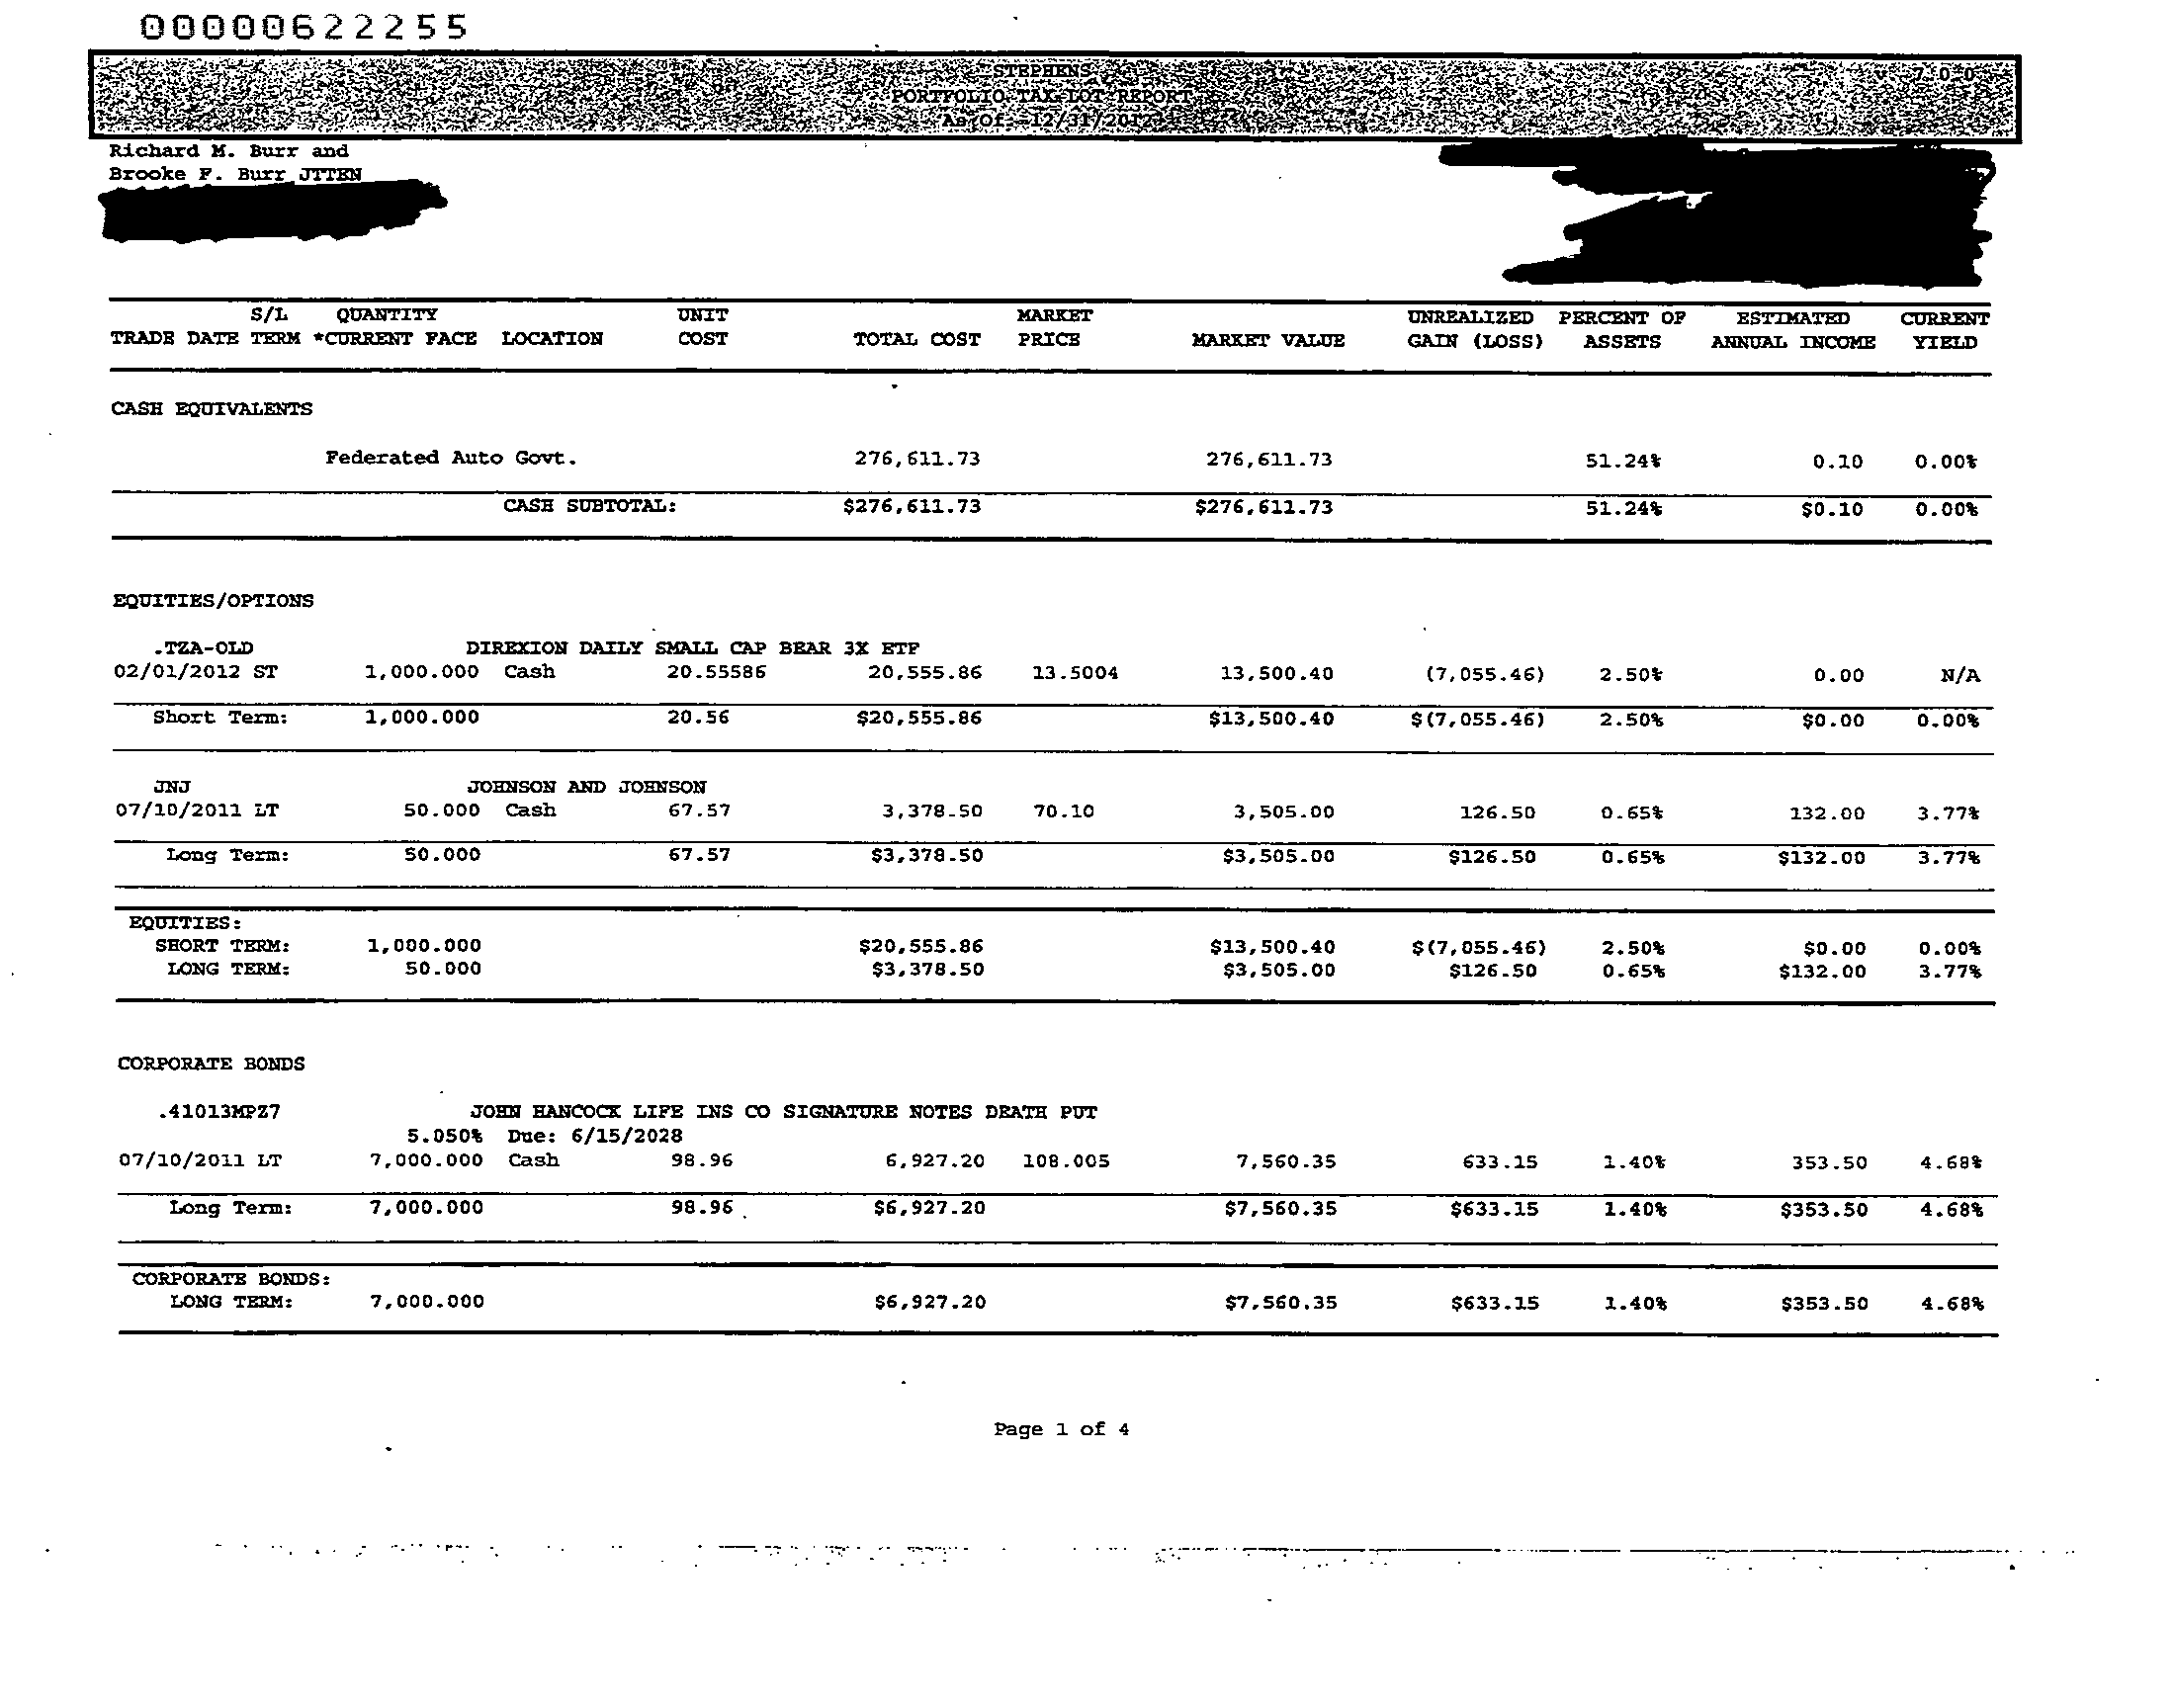 00000622255
STEPHENS
PORTFOLIO TAX LOT REPORT
As Of: 12/31/2012
Richard M. Burr and
Brooke F. Burr JTTEN
S/L QUANTITY UNIT MARKET UNREALIZED PERCENT OF ESTIMATED CURRENT
TRADE DATE TERM *CURRENT FACE LOCATION COST TOTAL COST PRICE MARKET VALUE GAIN (LOSS) ASSETS ANNUAL INCOME YIELD
CASH EQUIVALENTS
Federated Auto Govt. 276,611.73 276,611.73 51.24% 0.10 0.00%
CASH SUBTOTAL: $276,611.73 $276,611.73 51.24% $0.10 0.00%
EQUITIES/OPTIONS
.TZA-OLD DIREXION DAILY SMALL CAP BEAR 3X ETF
02/01/2012 ST 1,000.000 Cash 20.55586 20,555.86 13.5004 13,500.40 (7,055.46) 2.50% 0.00 N/A
Short Term: 1,000.000 20.56 $20,555.86 $13,500.40 $(7,055.46) 2.50% $0.00 0.00%
JNJ JOHNSON AND JOHNSON
07/10/2011 LT 50.000 Cash 67.57 3,378.50 70.10 3,505.00 126.50 0.65% 132.00 3.77%
Long Term: 50.000 67.57 $3,378.50 $3,505.00 $126.50 0.65% $132.00 3.77%
EQUITIES:
SHORT TERM: 1,000.000 $20,555.86 $13,500.40 $(7,055.46) 2.50% $0.00 0.00%
LONG TERM: 50.000 $3,378.50 $3,505.00 $126.50 0.65% $132.00 3.77%
CORPORATE BONDS
.41013MPZ7 JOHN HANCOCK LIFE INS CO SIGNATURE NOTES DEATH PUT
5.050% Due: 6/15/2028
07/10/2011 LT 7,000.000 Cash 98.96 6,927.20 108.005 7,560.35 633.15 1.40% 353.50 4.68%
Long Term: 7,000.000 98.96 $6,927.20 $7,560.35 $633.15 1.40% $353.50 4.68%
CORPORATE BONDS:
LONG TERM: 7,000.000 $6,927.20 $7,560.35 $633.15 1.40% $353.50 4.68%
Page 1 of 4